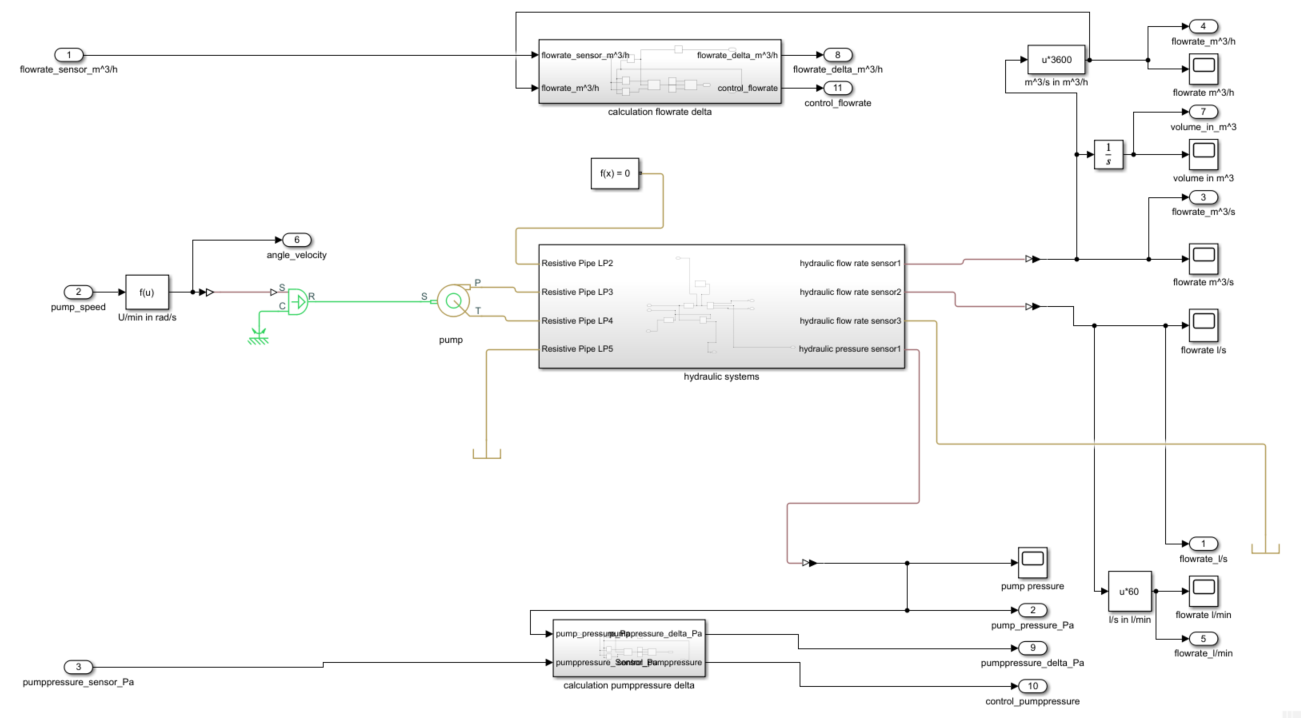 4
flowrate_m^3/h
1
flowrate_sensor_m^3/h
flowrate_sensor_m^3/h
flowrate_delta_m^3/h
8
flowrate_delta_m^3/h
u*3600
m^3/s in m^3/h
flowrate m^3/h
flowrate_m^3/h
control_flowrate
11
control_flowrate
calculation flowrate delta
7
volume_in_m^3
1
s
volume in m^3
f(x) = 0
3
flowrate_m^3/s
6
angle_velocity
Resistive Pipe LP2
hydraulic flow rate sensor1
flowrate m^3/s
2
pump_speed
f(u)
U/min in rad/s
S
C
R
S
P
T
pump
Resistive Pipe LP3
hydraulic flow rate sensor2
Resistive Pipe LP4
hydraulic flow rate sensor3
Resistive Pipe LP5
hydraulic pressure sensor1
hydraulic systems
flowrate l/s
1
flowrate_l/s
pump pressure
u*60
l/s in l/min
flowrate l/min
2
pump_pressure_Pa
pump_pressure_Pa
pumppressure_delta_Pa
5
flowrate_l/min
9
pumppressure_delta_Pa
3
pumppressure_sensor_Pa
pumppressure_Sensor_Pa
control_pumppressure
calculation pumppressure delta
10
control_pumppressure